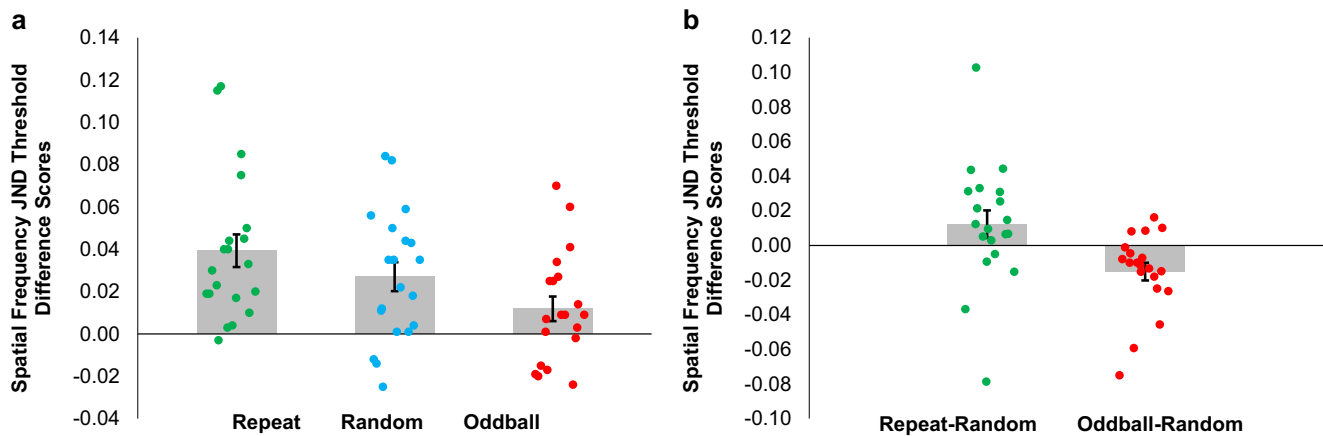 a
Spatial Frequency JND Threshold
Difference Scores
0.14
0.12
0.10
0.08
0.06
0.04
0.02
0.00
-0.02
-0.04
Repeat Random Oddball
b
Spatial Frequency JND Threshold
Difference Scores
0.12
0.10
0.08
0.06
0.04
0.02
0.00
-0.02
-0.04
-0.06
-0.08
-0.10
Repeat-Random Oddball-Random